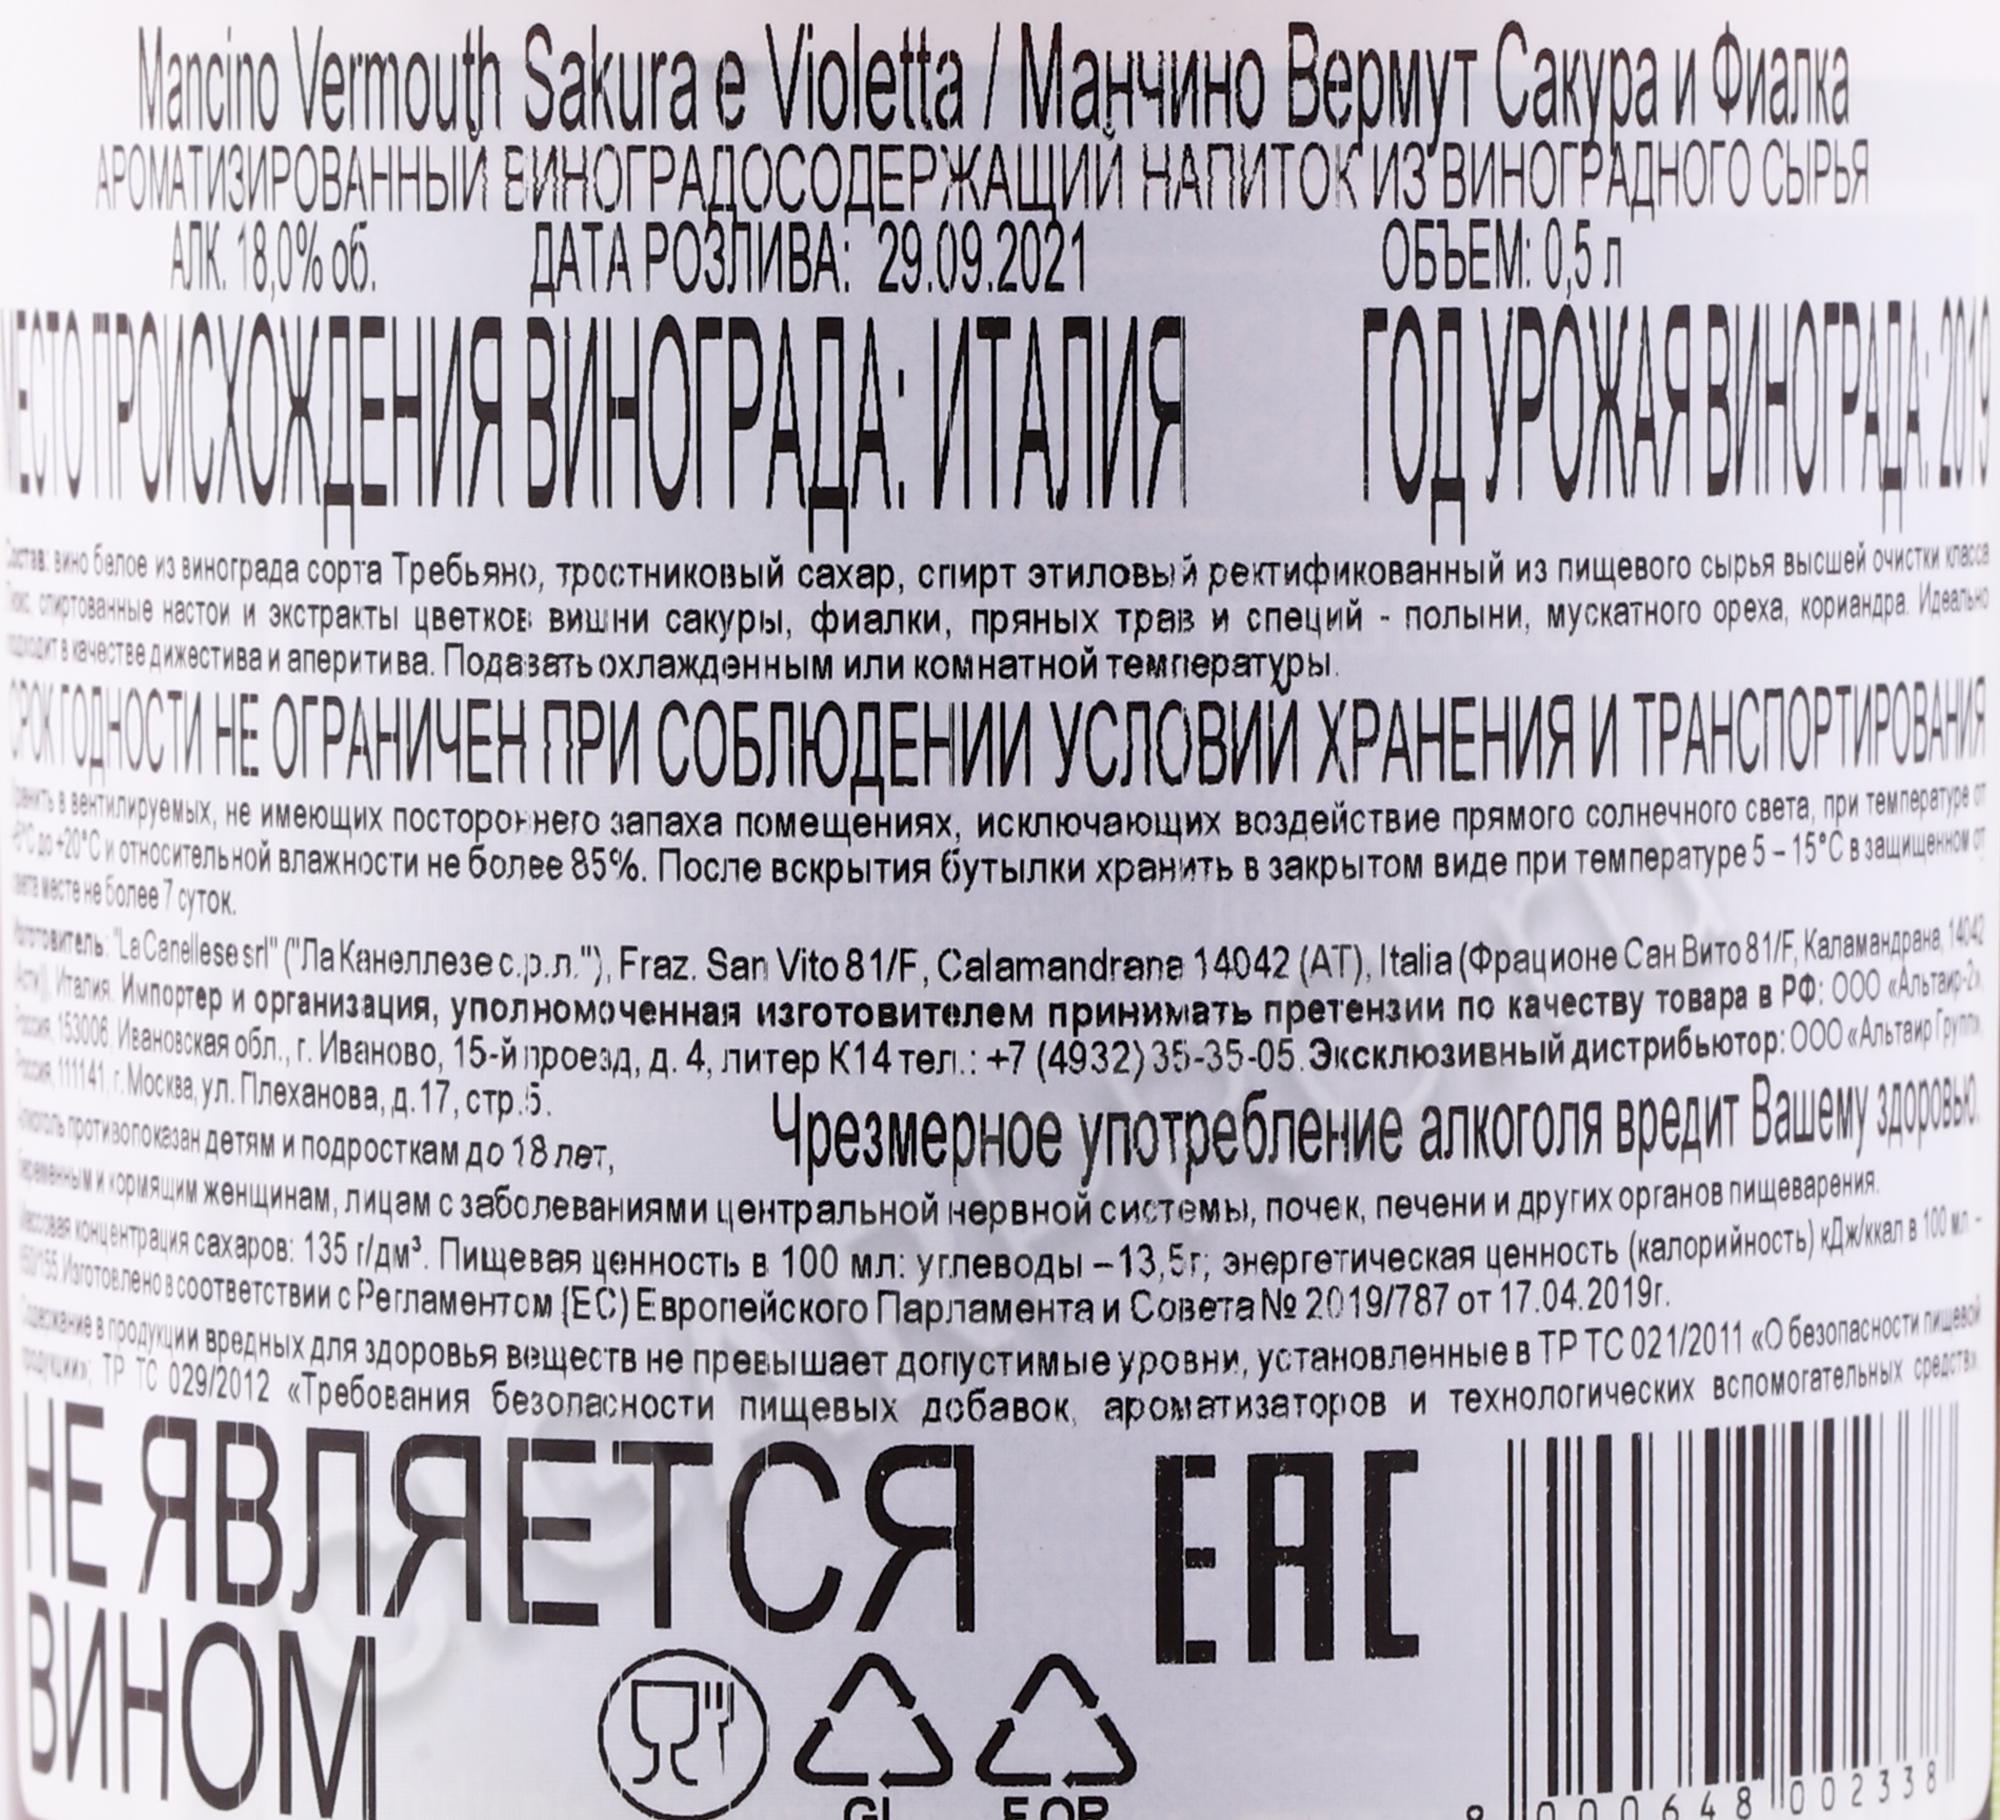 Mancino Vermouth Sakura e Violetta / Манчино Вермут Сакура и Фиалка
АРОМАТИЗИРОВАННЫЙ ВИНОГРАДОСОДЕРЖАЩИЙ НАПИТОК ИЗ ВИНОГРАДНОГО СЫРЬЯ
АЛК. 18,0% об. ДАТА РОЗЛИВА: 29.09.2021 ОБЪЕМ: 0,5 л
МЕСТО ПРОИСХОЖДЕНИЯ ВИНОГРАДА: ИТАЛИЯ ГОД УРОЖАЯ ВИНОГРАДА: 2019
Состав: вино белое из винограда сорта Требьяно, тростниковый сахар, спирт этиловый ректификованный из пищевого сырья высшей очистки класса
Люкс, спиртованные настои и экстракты цветков вишни сакуры, фиалки, пряных трав и специй - полыни, мускатного ореха, кориандра. Идеально
подходит в качестве дижестива и аперитива. Подавать охлажденным или комнатной температуры.
СРОК ГОДНОСТИ НЕ ОГРАНИЧЕН ПРИ СОБЛЮДЕНИИ УСЛОВИЙ ХРАНЕНИЯ И ТРАНСПОРТИРОВАНИЯ
Хранить в вентилируемых, не имеющих постороннего запаха помещениях, исключающих воздействие прямого солнечного света, при температуре от
до +20°C и относительной влажности не более 85%. После вскрытия бутылки хранить в закрытом виде при температуре 5 – 15°C в защищенном от
света месте не более 7 суток.
Изготовитель: "La Canellese srl" ("Ла Канеллезе с.р.л."), Fraz. San Vito 81/F, Calamandrana 14042 (AT), Italia (Фрационе Сан Вито 81/F, Каламандрана, 14042
(Асти)), Италия. Импортер и организация, уполномоченная изготовителем принимать претензии по качеству товара в РФ: ООО «Альтаир-2»,
Россия, 153006, Ивановская обл., г. Иваново, 15-й проезд, д. 4, литер К14 тел.: +7 (4932) 35-35-05. Эксклюзивный дистрибьютор: ООО «Альтаир Групп»,
Россия, 111141, г. Москва, ул. Плеханова, д. 17, стр.5.
Алкоголь противопоказан детям и подросткам до 18 лет, Чрезмерное употребление алкоголя вредит Вашему здоровью.
беременным и кормящим женщинам, лицам с заболеваниями центральной нервной системы, почек, печени и других органов пищеварения.
Массовая концентрация сахаров: 135 г/дм³. Пищевая ценность в 100 мл: углеводы – 13,5г; энергетическая ценность (калорийность) кДж/ккал в 100 мл –
650/155. Изготовлено в соответствии с Регламентом (ЕС) Европейского Парламента и Совета № 2019/787 от 17.04.2019г.
Содержание в продукции вредных для здоровья веществ не превышает допустимые уровни, установленные в ТР ТС 021/2011 «О безопасности пищевой
продукции»; ТР ТС 029/2012 «Требования безопасности пищевых добавок, ароматизаторов и технологических вспомогательных средств».
НЕ ЯВЛЯЕТСЯ
ВИНОМ
EAC
GL FOR
8 000648 002338
CIGARPRO.ru